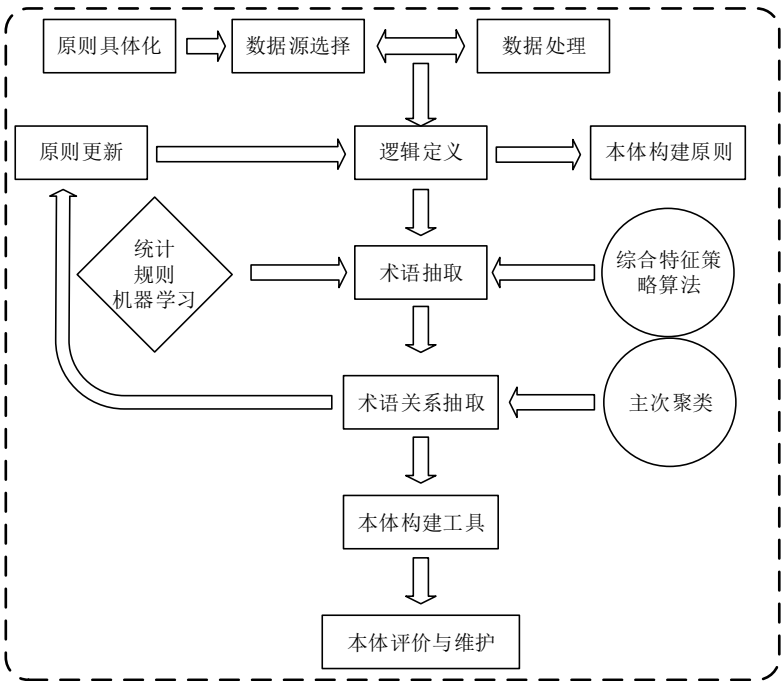 原则具体化
数据源选择
数据处理
原则更新
逻辑定义
本体构建原则
统计
规则
机器学习
术语抽取
综合特征策
略算法
术语关系抽取
主次聚类
本体构建工具
本体评价与维护